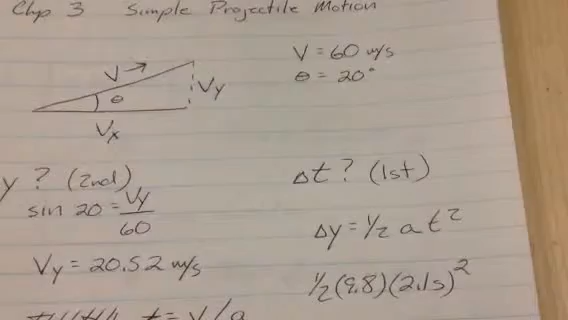 Chp 3 Simple Projectile Motion
V = 60 m/s
θ = 20°
V →
θ
Vy
Vx
y ? (2nd)
sin 20 = Vy/60
Vy = 20.52 m/s
Δt ? (1st)
Δy = 1/2 a t²
1/2 (9.8)(2.1s)²
t = V/a